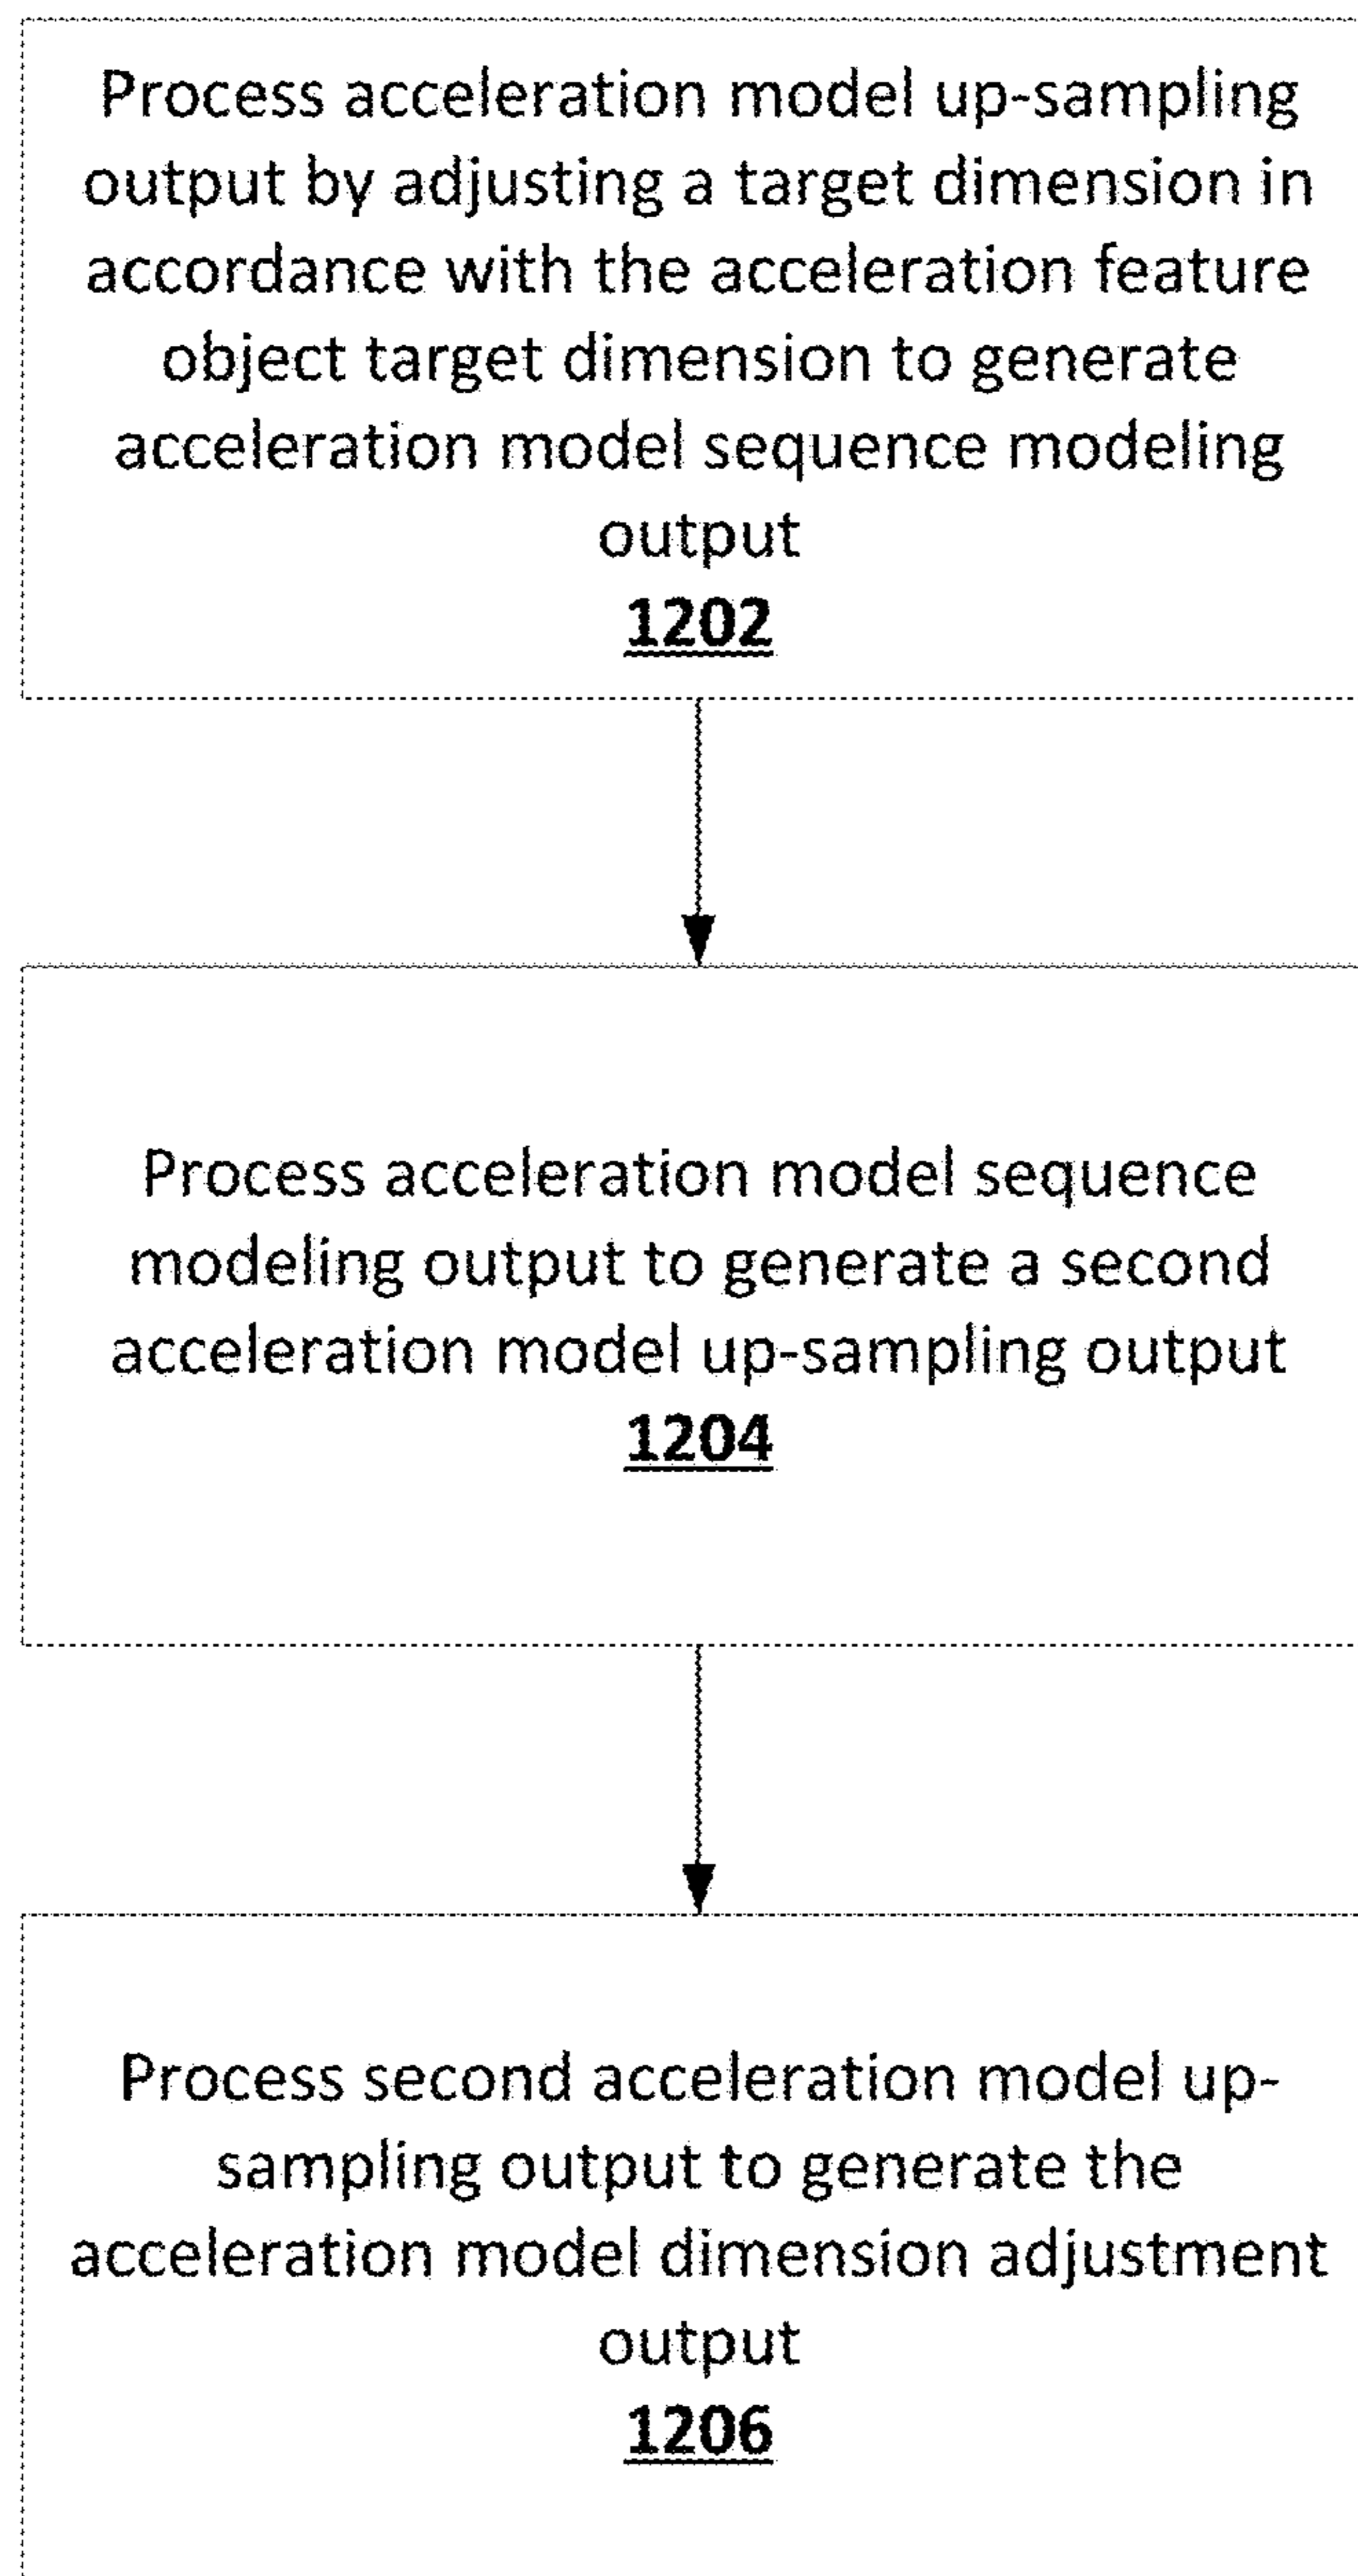 Process acceleration model up-sampling
output by adjusting a target dimension in
accordance with the acceleration feature
object target dimension to generate
acceleration model sequence modeling
output
1202
Process acceleration model sequence
modeling output to generate a second
acceleration model up-sampling output
1204
Process second acceleration model up-
sampling output to generate the
acceleration model dimension adjustment
output
1206